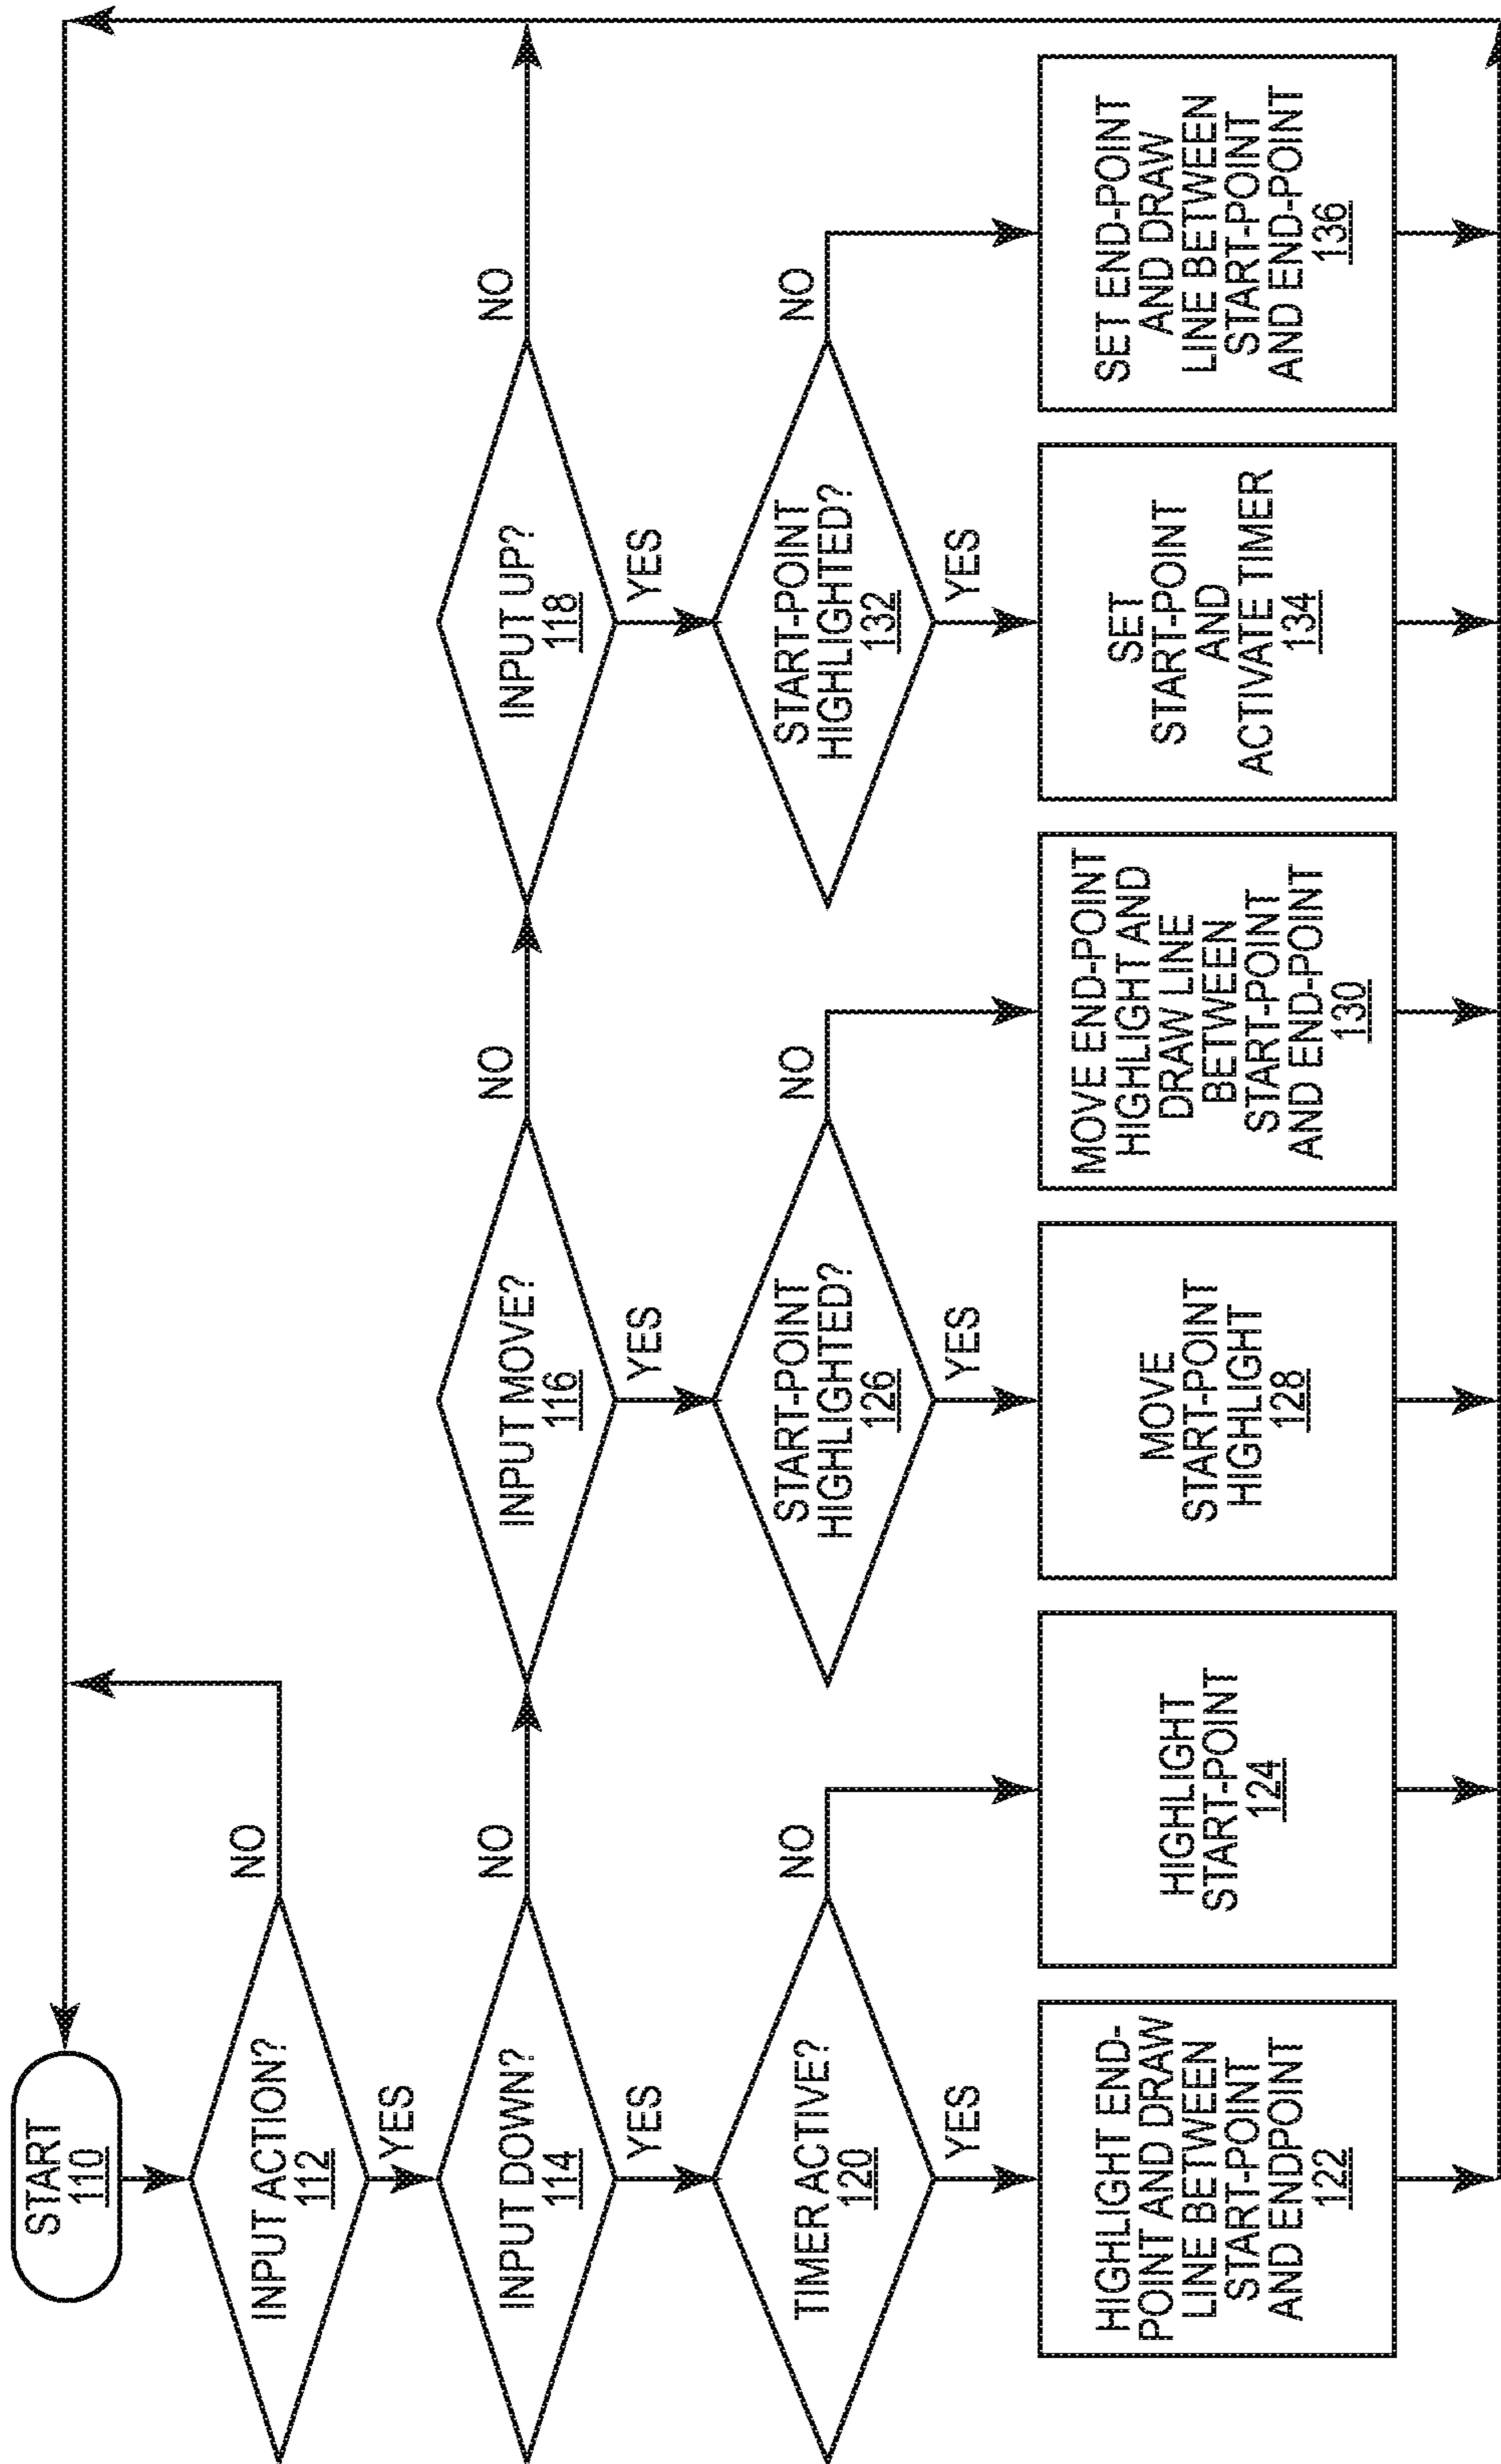 START
110
INPUT ACTION?
112
NO
YES
INPUT DOWN?
114
NO
YES
INPUT MOVE?
116
NO
YES
INPUT UP?
118
NO
YES
TIMER ACTIVE?
120
NO
YES
START-POINT
HIGHLIGHTED?
126
NO
YES
START-POINT
HIGHLIGHTED?
132
NO
YES
HIGHLIGHT END-
POINT AND DRAW
LINE BETWEEN
START-POINT
AND ENDPOINT
122
HIGHLIGHT
START-POINT
124
MOVE
START-POINT
HIGHLIGHT
128
MOVE END-POINT
HIGHLIGHT AND
DRAW LINE
BETWEEN
START-POINT
AND END-POINT
130
SET
START-POINT
AND
ACTIVATE TIMER
134
SET END-POINT
AND DRAW
LINE BETWEEN
START-POINT
AND END-POINT
136